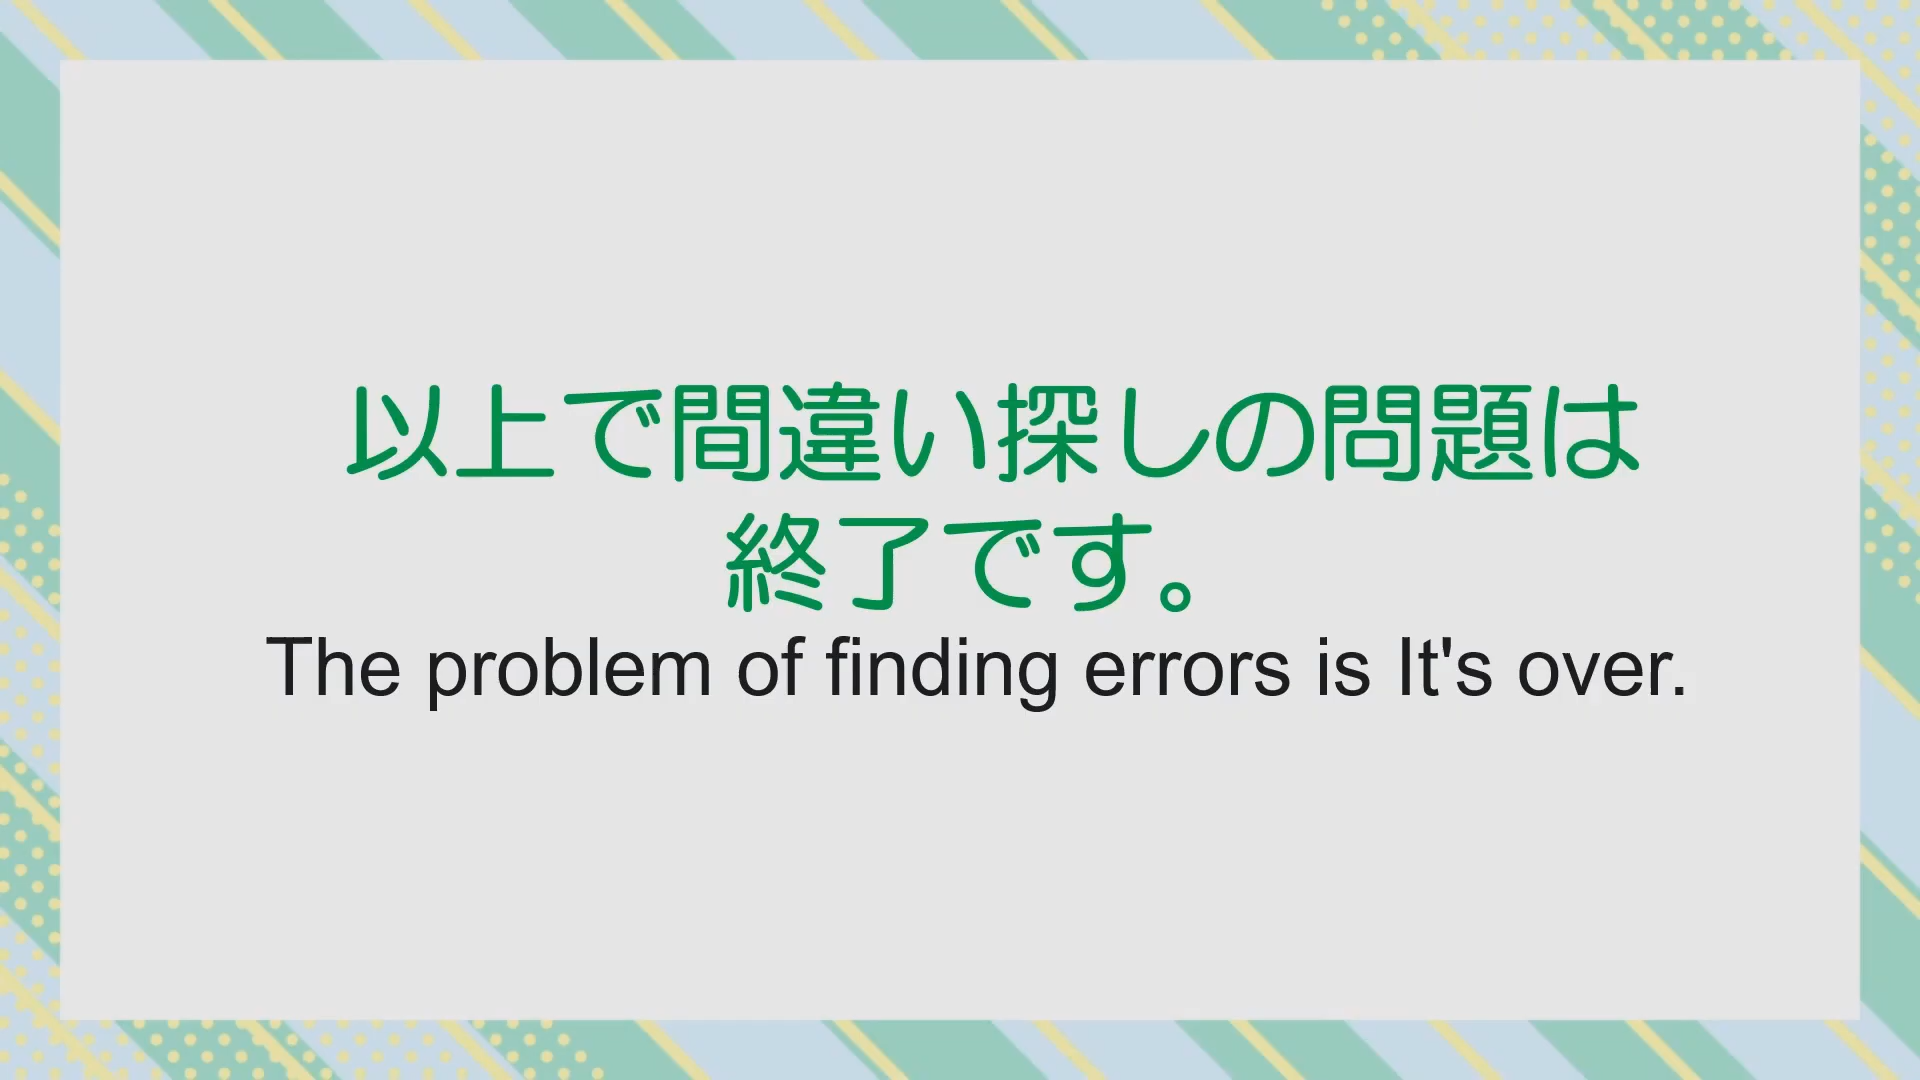 以上で間違い探しの問題は
終了です。
The problem of finding errors is It's over.